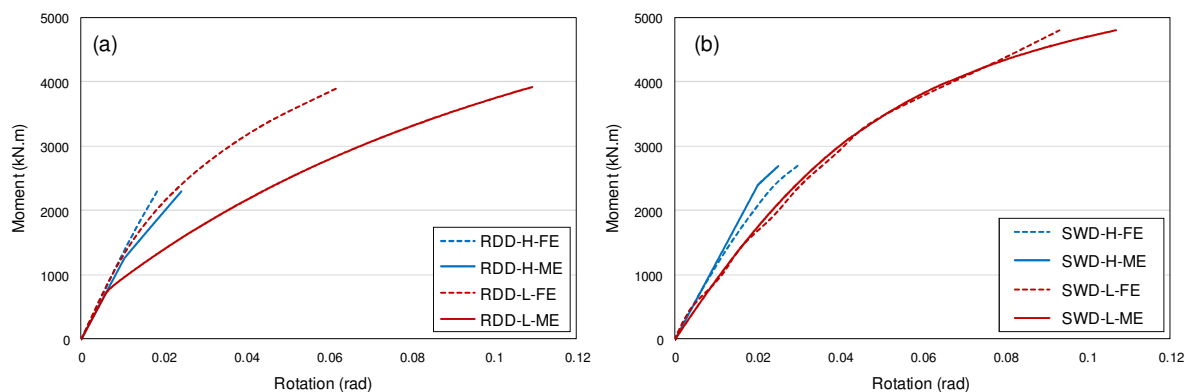 (a)
Moment (kN.m)
5000
4000
3000
2000
1000
0
0 0.02 0.04 0.06 0.08 0.1 0.12
Rotation (rad)
RDD-H-FE
RDD-H-ME
RDD-L-FE
RDD-L-ME
(b)
Moment (kN.m)
5000
4000
3000
2000
1000
0
0 0.02 0.04 0.06 0.08 0.1 0.12
Rotation (rad)
SWD-H-FE
SWD-H-ME
SWD-L-FE
SWD-L-ME